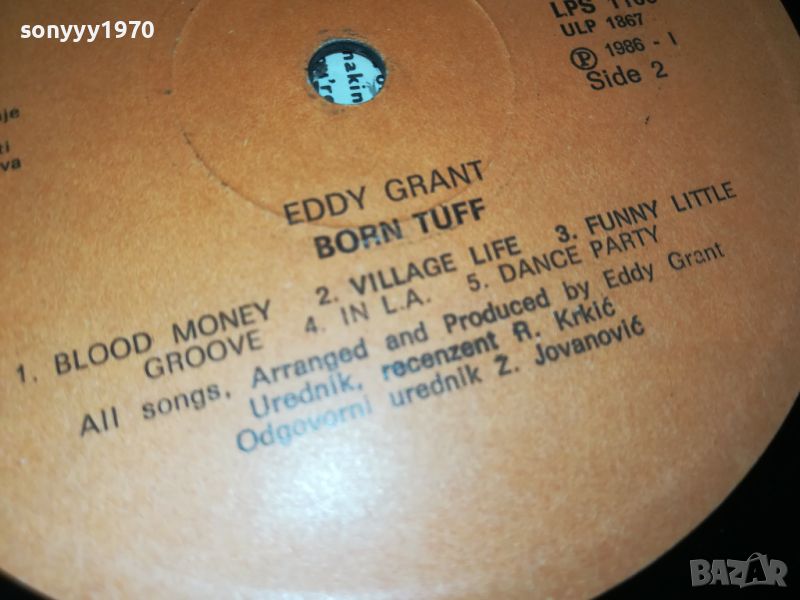 sonyyy1970
ULP 1867
Ⓟ 1986 - I
Side 2
EDDY GRANT
BORN TUFF
1. BLOOD MONEY 2. VILLAGE LIFE 3. FUNNY LITTLE
GROOVE 4. IN L.A. 5. DANCE PARTY
All songs, Arranged and Produced by Eddy Grant
Urednik, recenzent R. Krkić
Odgovorni urednik Ž. Jovanović
BAZAR